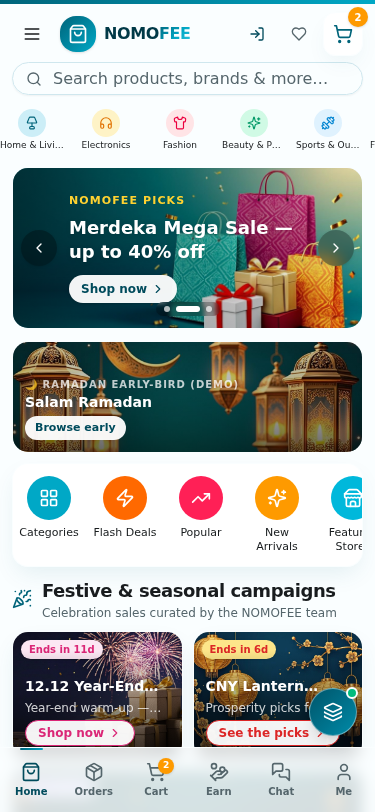 2
NOMOFEE
Search products, brands & more...
Home & Livi... Electronics Fashion Beauty & P... Sports & Ou... F
NOMOFEE PICKS
Merdeka Mega Sale —
up to 40% off
Shop now
🌙 RAMADAN EARLY-BIRD (DEMO)
Salam Ramadan
Browse early
Categories Flash Deals Popular New Arrivals Featur Store
Festive & seasonal campaigns
Celebration sales curated by the NOMOFEE team
Ends in 11d Ends in 6d
12.12 Year-End... CNY Lantern...
Year-end warm-up —... Prosperity picks f
Shop now See the picks
2
Home Orders Cart Earn Chat Me